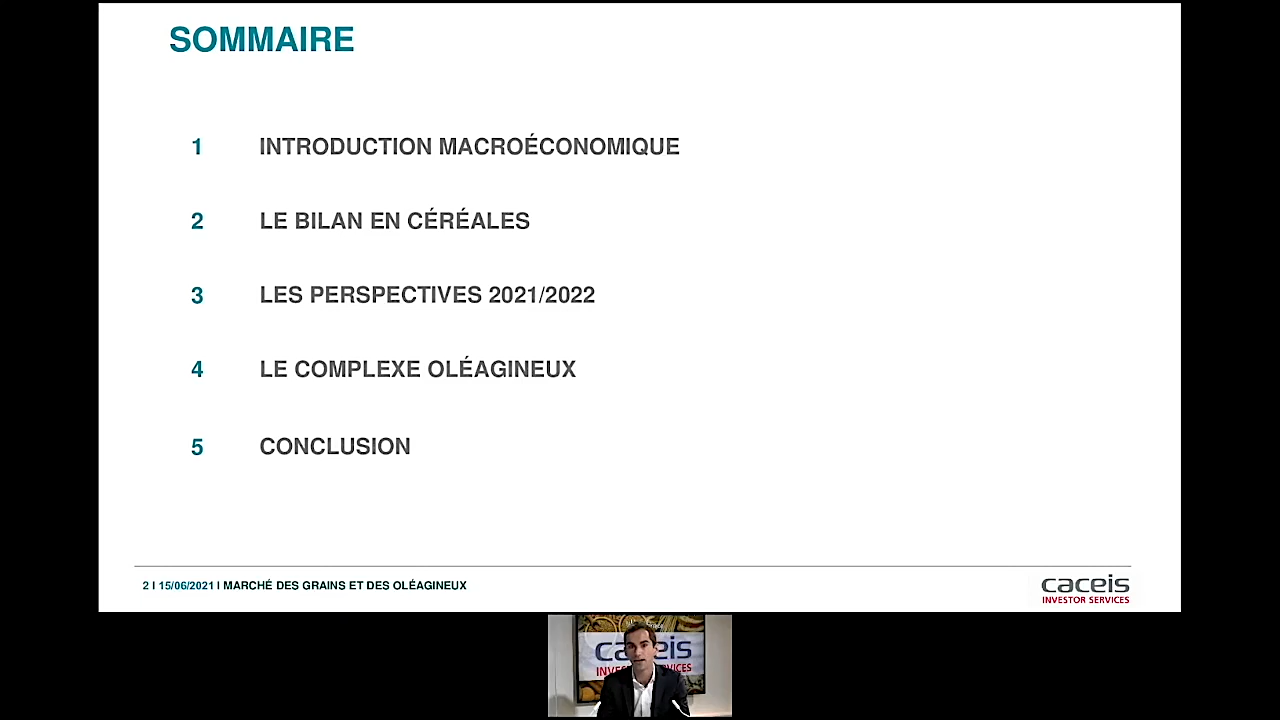 SOMMAIRE
1 INTRODUCTION MACROÉCONOMIQUE
2 LE BILAN EN CÉRÉALES
3 LES PERSPECTIVES 2021/2022
4 LE COMPLEXE OLÉAGINEUX
5 CONCLUSION
2 I 15/06/2021 I MARCHÉ DES GRAINS ET DES OLÉAGINEUX
caceis
INVESTOR SERVICES